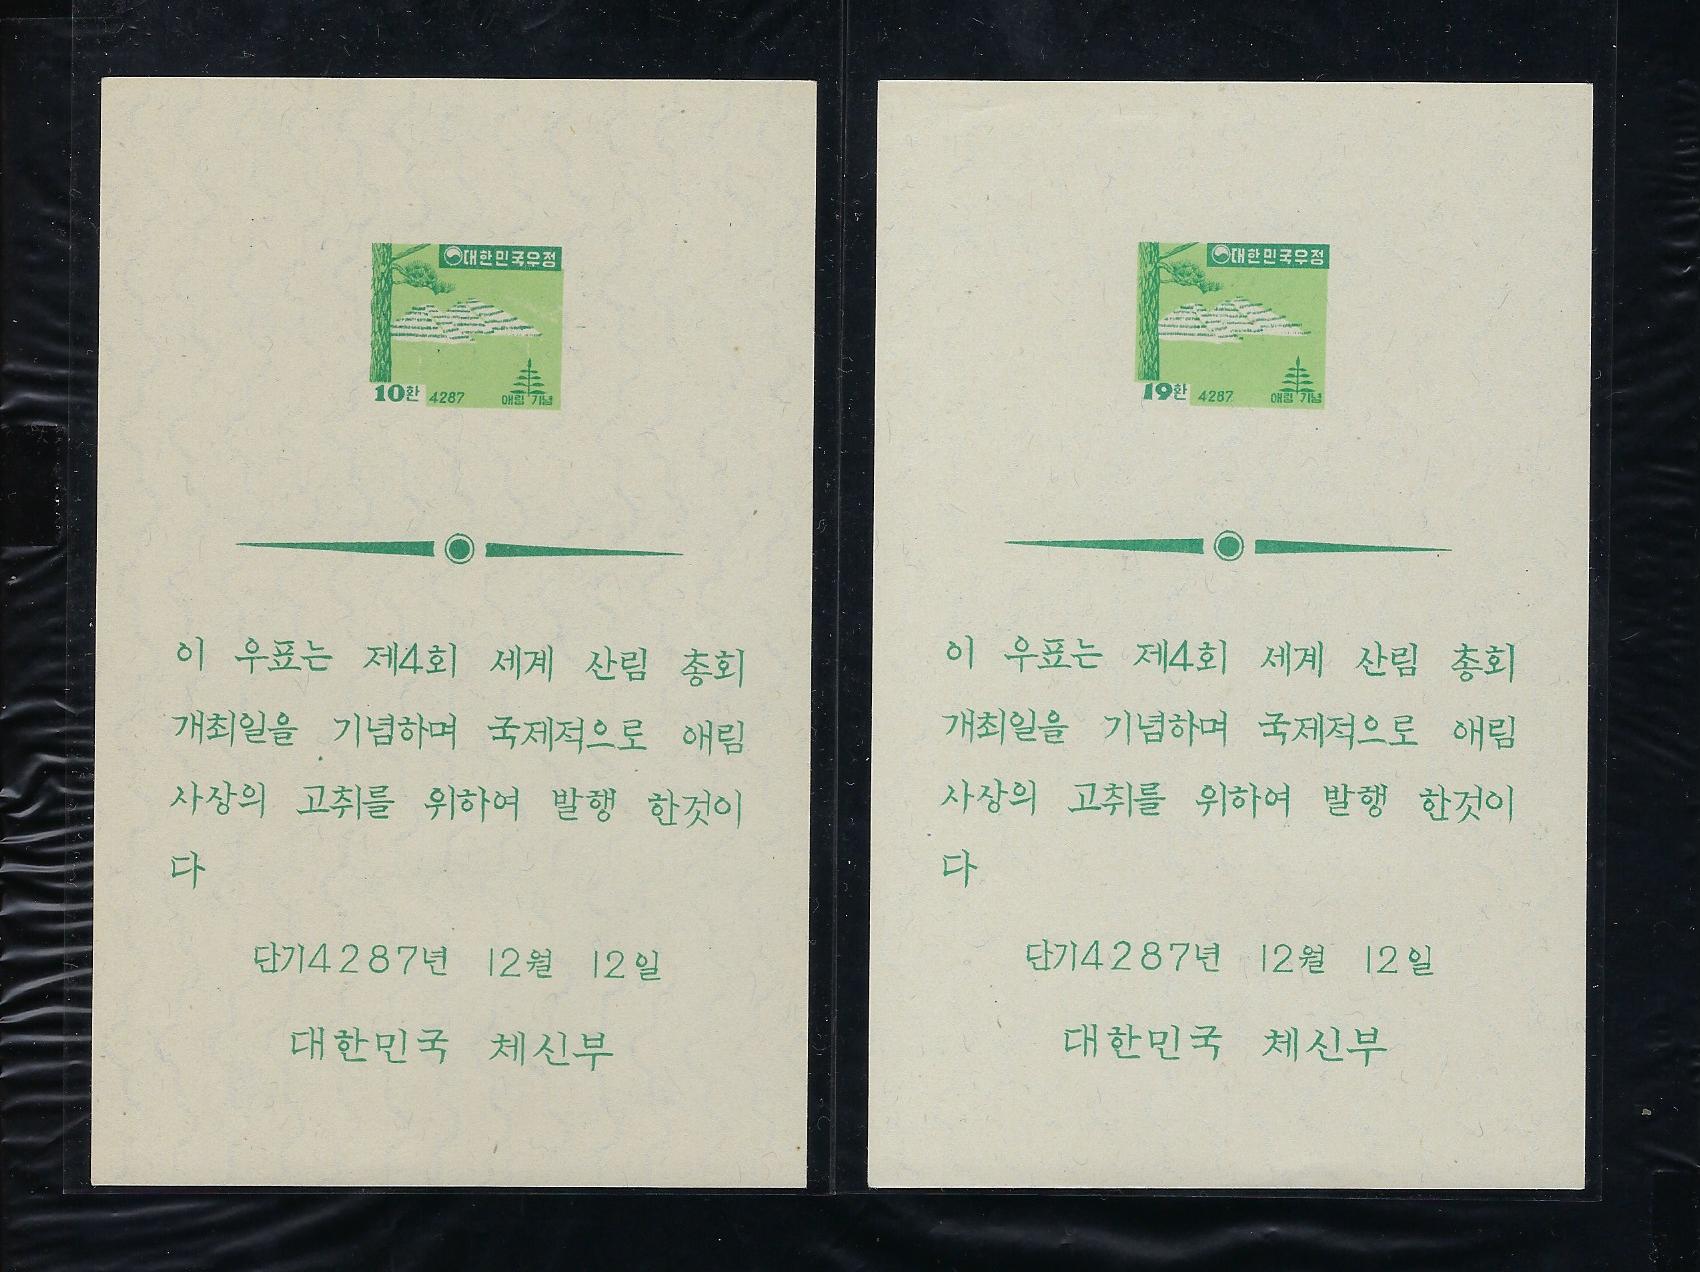 대한민국우정
10환 4287 애림 기념
이 우표는 제4회 세계 산림 총회
개최일을 기념하며 국제적으로 애림
사상의 고취를 위하여 발행 한것이
다
단기4287년 12월 12일
대한민국 체신부
대한민국우정
19환 4287 애림 기념
이 우표는 제4회 세계 산림 총회
개최일을 기념하며 국제적으로 애림
사상의 고취를 위하여 발행 한것이
다
단기4287년 12월 12일
대한민국 체신부